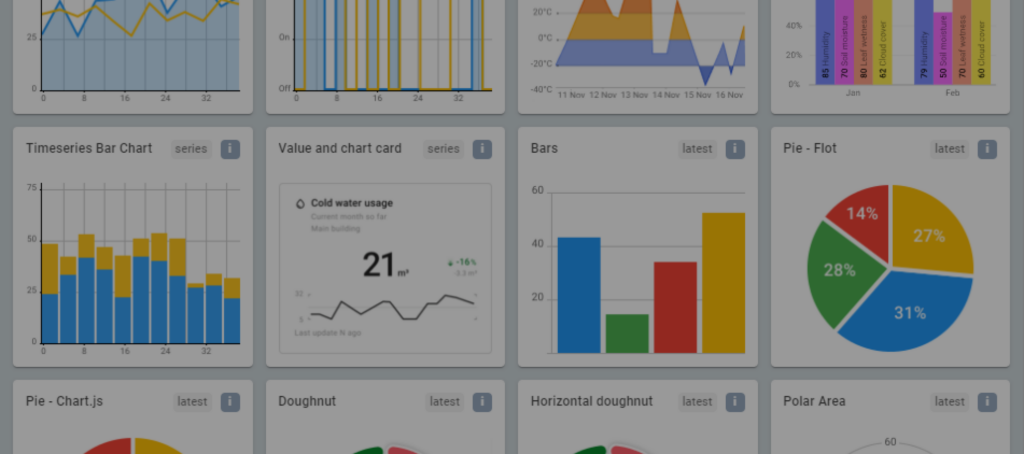 25
0
0 8 16 24 32
On
Off
0 8 16 24 32
20°C
0°C
-20°C
-40°C
11 Nov 12 Nov 13 Nov 14 Nov 15 Nov 16 Nov
40%
20%
0%
85 Humidity
70 Soil moisture
80 Leaf wetness
62 Cloud cover
79 Humidity
50 Soil moisture
70 Leaf wetness
60 Cloud cover
Jan Feb
Timeseries Bar Chart series i
75
50
25
0
0 8 16 24 32
Value and chart card series i
Cold water usage
Current month so far
Main building
21 m³
-16%
-3.3 m³
32
5
Last update N ago
Bars latest i
60
40
20
Pie - Flot latest i
14%
27%
28%
31%
Pie - Chart.js latest i
Doughnut latest i
Horizontal doughnut latest i
Polar Area latest i
60